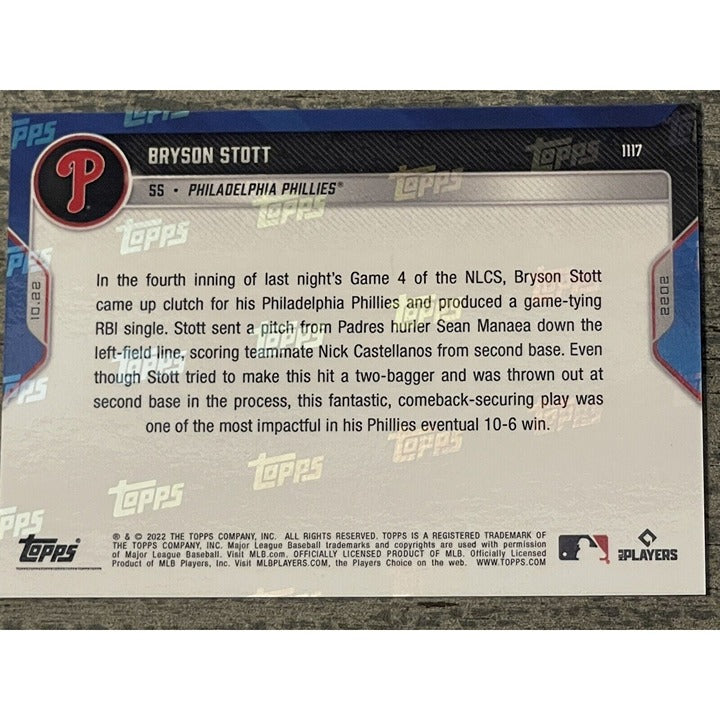 BRYSON STOTT
1117
SS • PHILADELPHIA PHILLIES®
10.22
2022
In the fourth inning of last night's Game 4 of the NLCS, Bryson Stott
came up clutch for his Philadelphia Phillies and produced a game-tying
RBI single. Stott sent a pitch from Padres hurler Sean Manaea down the
left-field line, scoring teammate Nick Castellanos from second base. Even
though Stott tried to make this hit a two-bagger and was thrown out at
second base in the process, this fantastic, comeback-securing play was
one of the most impactful in his Phillies eventual 10-6 win.
TOPPS
® & © 2022 THE TOPPS COMPANY, INC. ALL RIGHTS RESERVED. TOPPS IS A REGISTERED TRADEMARK OF
THE TOPPS COMPANY, INC. Major League Baseball trademarks and copyrights are used with permission
of Major League Baseball. Visit MLB.com. OFFICIALLY LICENSED PRODUCT OF MLB. Officially Licensed
Product of MLB Players, Inc. Visit MLBPLAYERS.COM, the Players Choice on the web. WWW.TOPPS.COM
PLAYERS